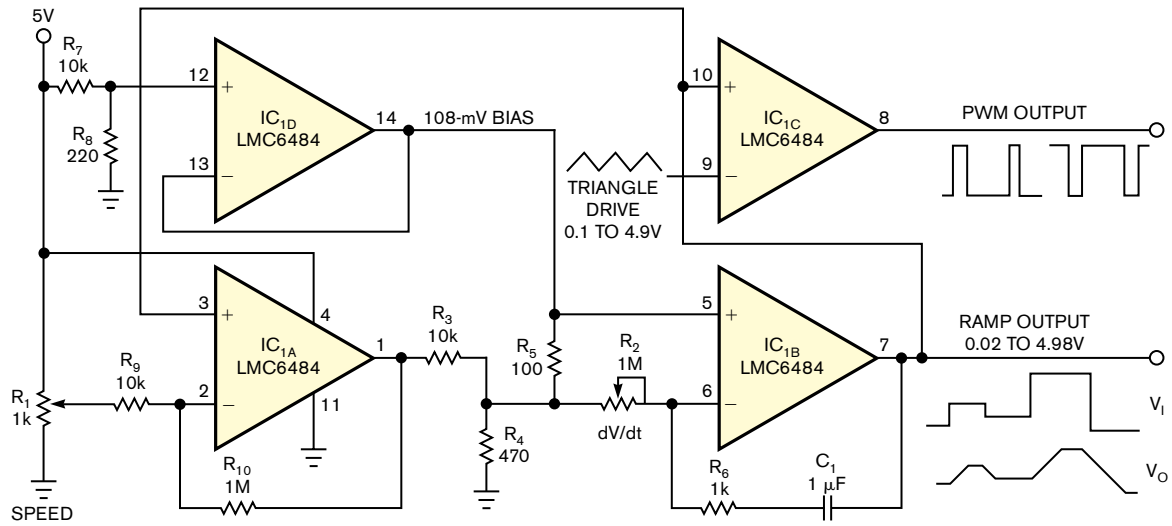 5V
R7
10k
R8
220
12
+
13
−
IC1D
LMC6484
14
108-mV BIAS
10
+
9
−
IC1C
LMC6484
8
PWM OUTPUT
TRIANGLE
DRIVE
0.1 TO 4.9V
3
+
2
−
4
11
IC1A
LMC6484
1
R1
1k
SPEED
R9
10k
R10
1M
R3
10k
R4
470
R5
100
R2
1M
dV/dt
5
+
6
−
IC1B
LMC6484
7
R6
1k
C1
1 μF
RAMP OUTPUT
0.02 TO 4.98V
VI
VO